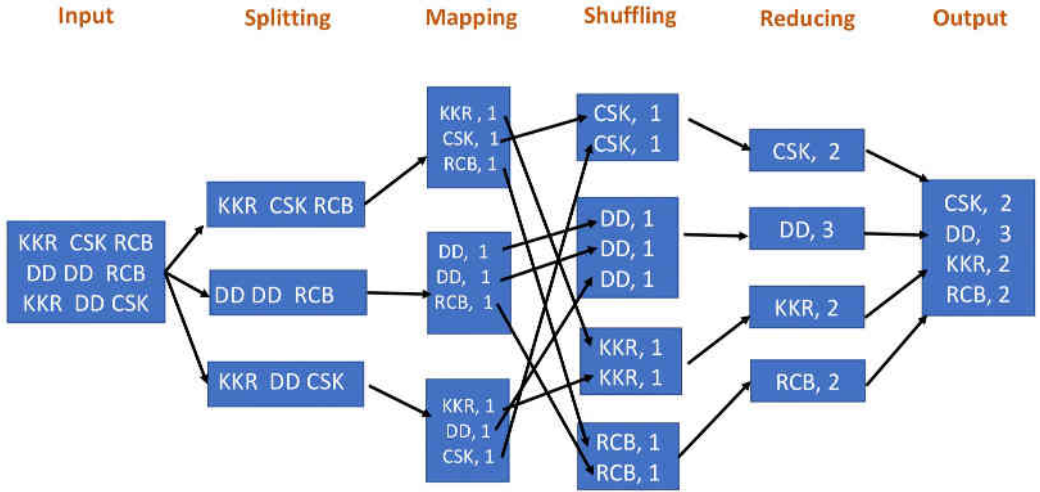 Input
Splitting
Mapping
Shuffling
Reducing
Output
KKR CSK RCB
DD DD RCB
KKR DD CSK
KKR CSK RCB
DD DD RCB
KKR DD CSK
KKR , 1
CSK, 1
RCB, 1
DD, 1
DD, 1
RCB, 1
KKR, 1
DD, 1
CSK, 1
CSK, 1
CSK, 1
DD, 1
DD, 1
DD, 1
KKR, 1
KKR, 1
RCB, 1
RCB, 1
CSK, 2
DD, 3
KKR, 2
RCB, 2
CSK, 2
DD, 3
KKR, 2
RCB, 2